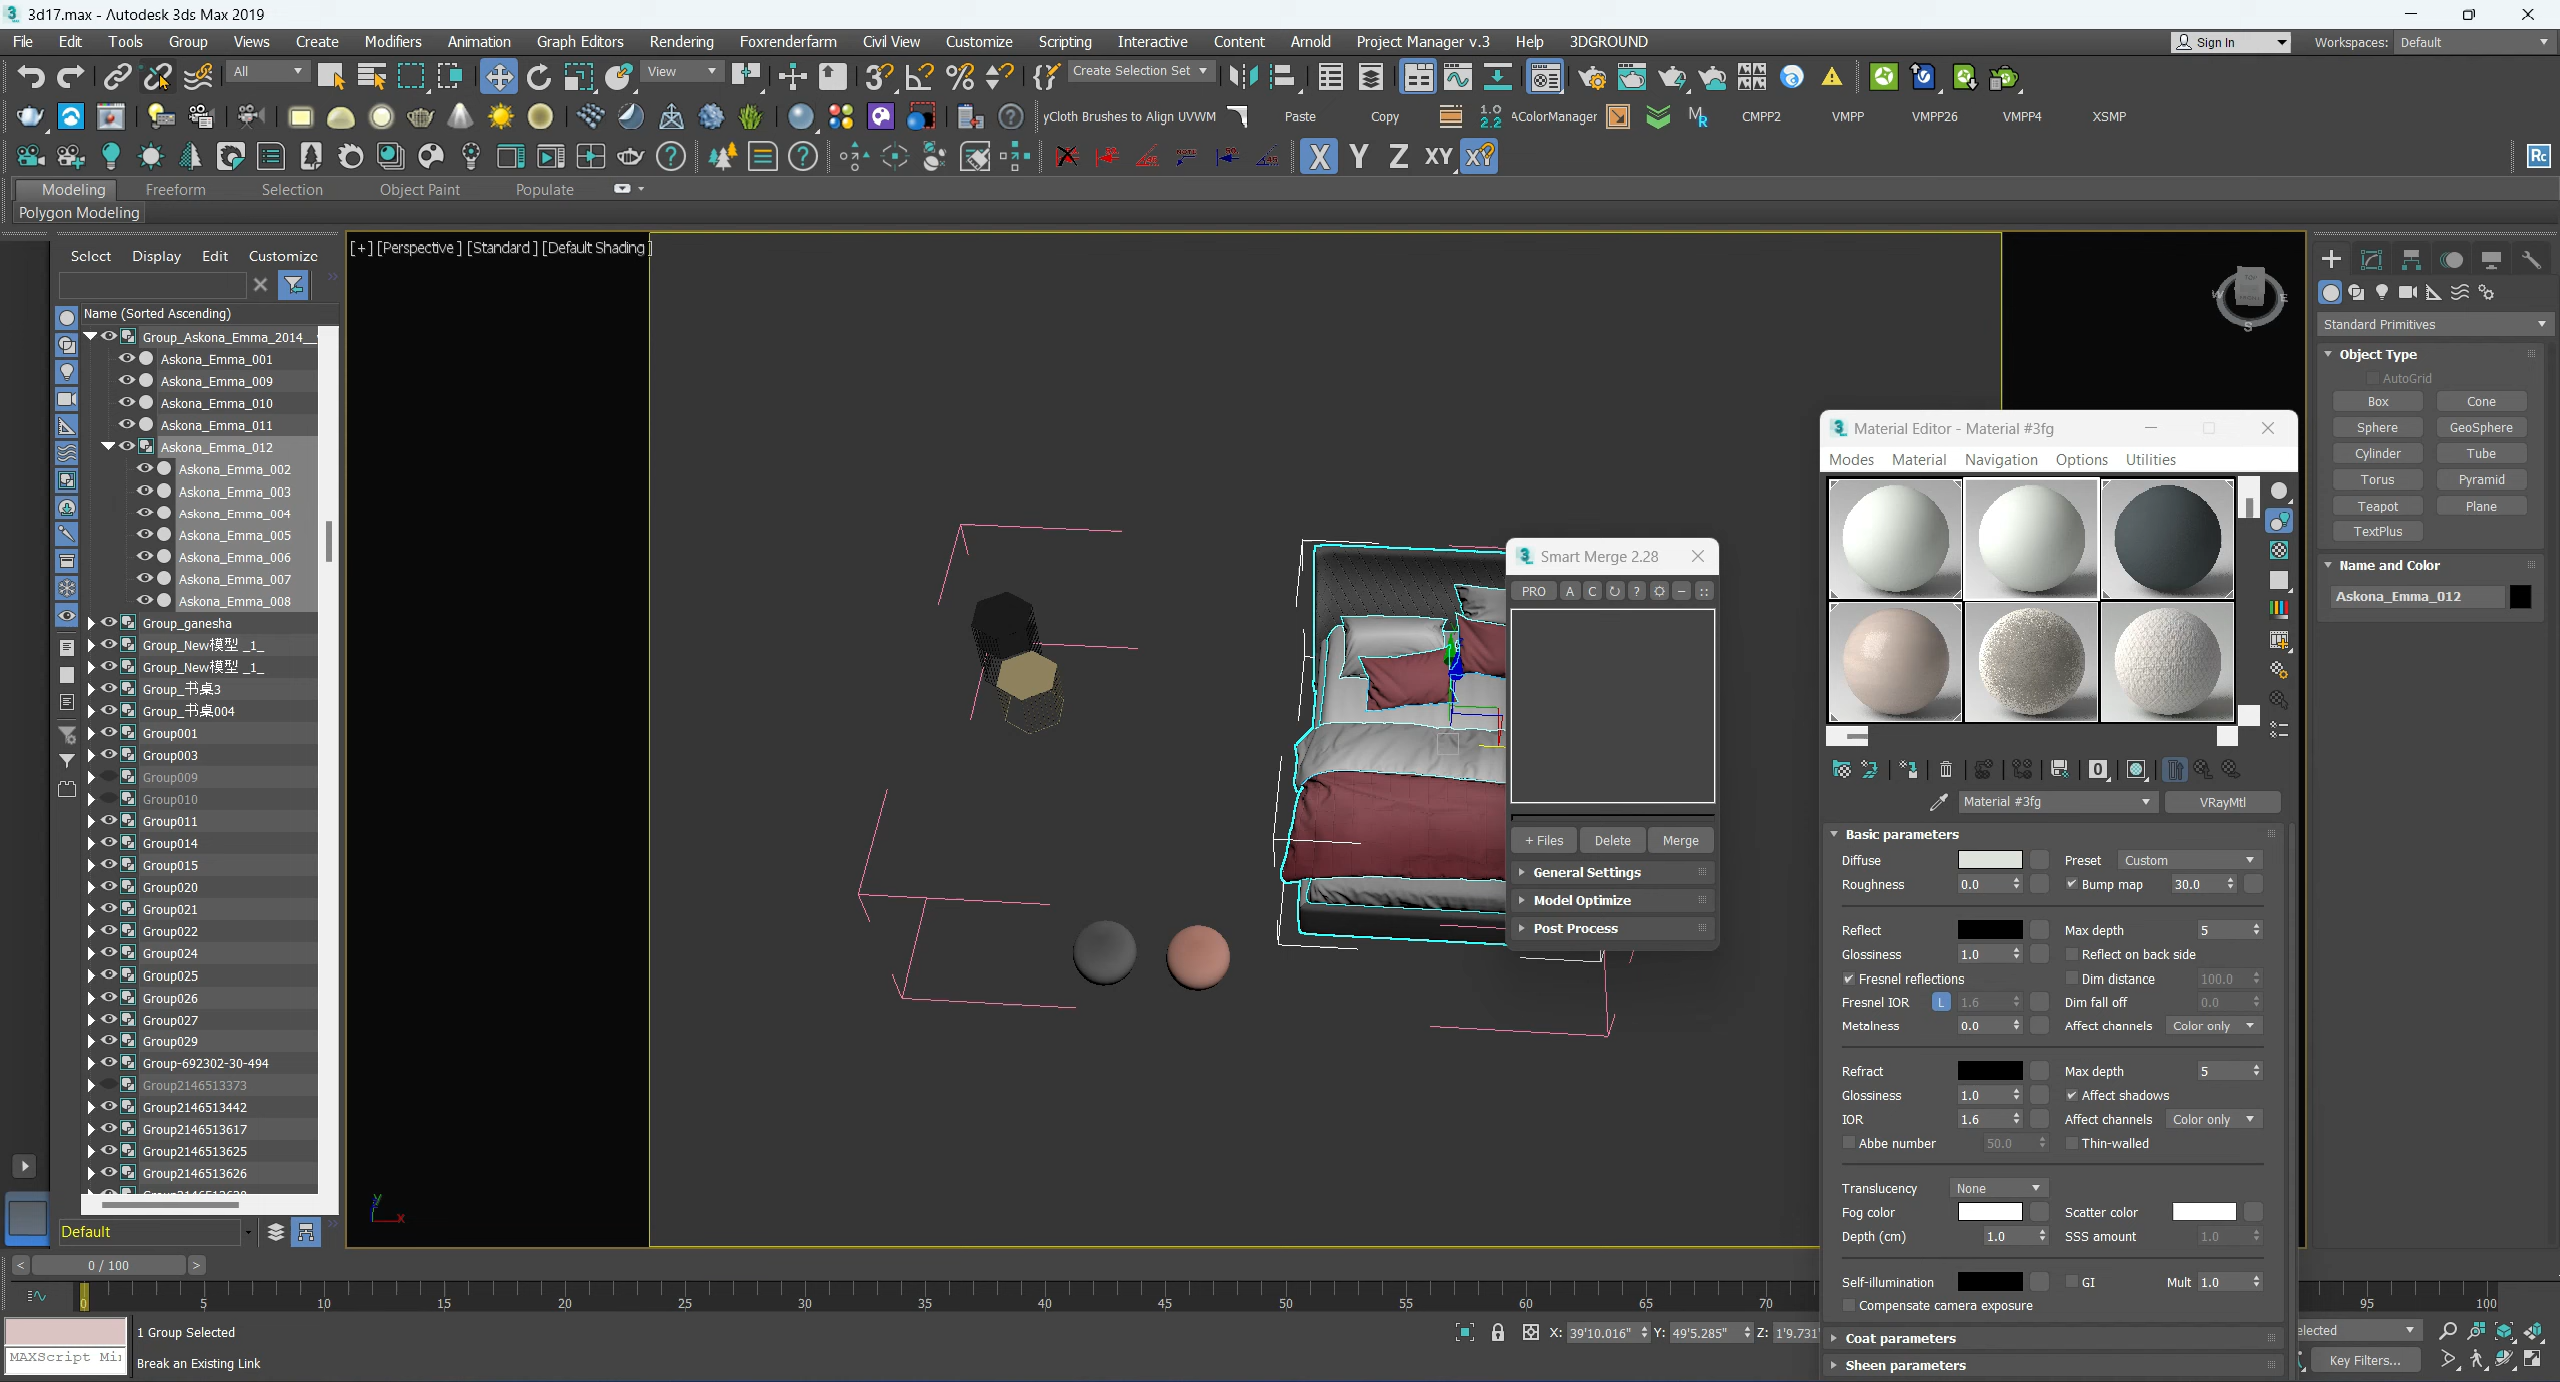 3d17.max - Autodesk 3ds Max 2019
File Edit Tools Group Views Create Modifiers Animation Graph Editors Rendering Foxrenderfarm Civil View Customize Scripting Interactive Content Arnold Project Manager v.3 Help 3DGROUND
Sign In Workspaces: Default
All View Create Selection Set
yCloth Brushes to Align UVWM Paste Copy 1.0 2.2 AColorManager CMPP2 VMPP VMPP26 VMPP4 XSMP
X Y Z XY
Rc
Modeling Freeform Selection Object Paint Populate
Polygon Modeling
Select Display Edit Customize
[+] [Perspective ] [Standard ] [Default Shading ]
Name (Sorted Ascending)
Group_Askona_Emma_2014_
Askona_Emma_001
Askona_Emma_009
Askona_Emma_010
Askona_Emma_011
Askona_Emma_012
Askona_Emma_002
Askona_Emma_003
Askona_Emma_004
Askona_Emma_005
Askona_Emma_006
Askona_Emma_007
Askona_Emma_008
Group_ganesha
Group_New模型 _1_
Group_New模型 _1_
Group_书桌3
Group_书桌004
Group001
Group003
Group009
Group010
Group011
Group014
Group015
Group020
Group021
Group022
Group024
Group025
Group026
Group027
Group029
Group-692302-30-494
Group2146513373
Group2146513442
Group2146513617
Group2146513625
Group2146513626
Default
0 / 100
0 5 10 15 20 25 30 35 40 45 50 55 60 65 70 95 100
1 Group Selected
MAXScript Mi
Break an Existing Link
X: 39'10.016" Y: 49'5.285" Z: 1'9.731"
elected
Key Filters...
Smart Merge 2.28
PRO A C ?
+ Files Delete Merge
General Settings
Model Optimize
Post Process
Material Editor - Material #3fg
Modes Material Navigation Options Utilities
Material #3fg VRayMtl
Basic parameters
Diffuse Preset Custom
Roughness 0.0 Bump map 30.0
Reflect Max depth 5
Glossiness 1.0 Reflect on back side
Fresnel reflections Dim distance 100.0
Fresnel IOR L 1.6 Dim fall off 0.0
Metalness 0.0 Affect channels Color only
Refract Max depth 5
Glossiness 1.0 Affect shadows
IOR 1.6 Affect channels Color only
Abbe number 50.0 Thin-walled
Translucency None
Fog color Scatter color
Depth (cm) 1.0 SSS amount 1.0
Self-illumination GI Mult 1.0
Compensate camera exposure
Coat parameters
Sheen parameters
Standard Primitives
Object Type
AutoGrid
Box Cone
Sphere GeoSphere
Cylinder Tube
Torus Pyramid
Teapot Plane
TextPlus
Name and Color
Askona_Emma_012